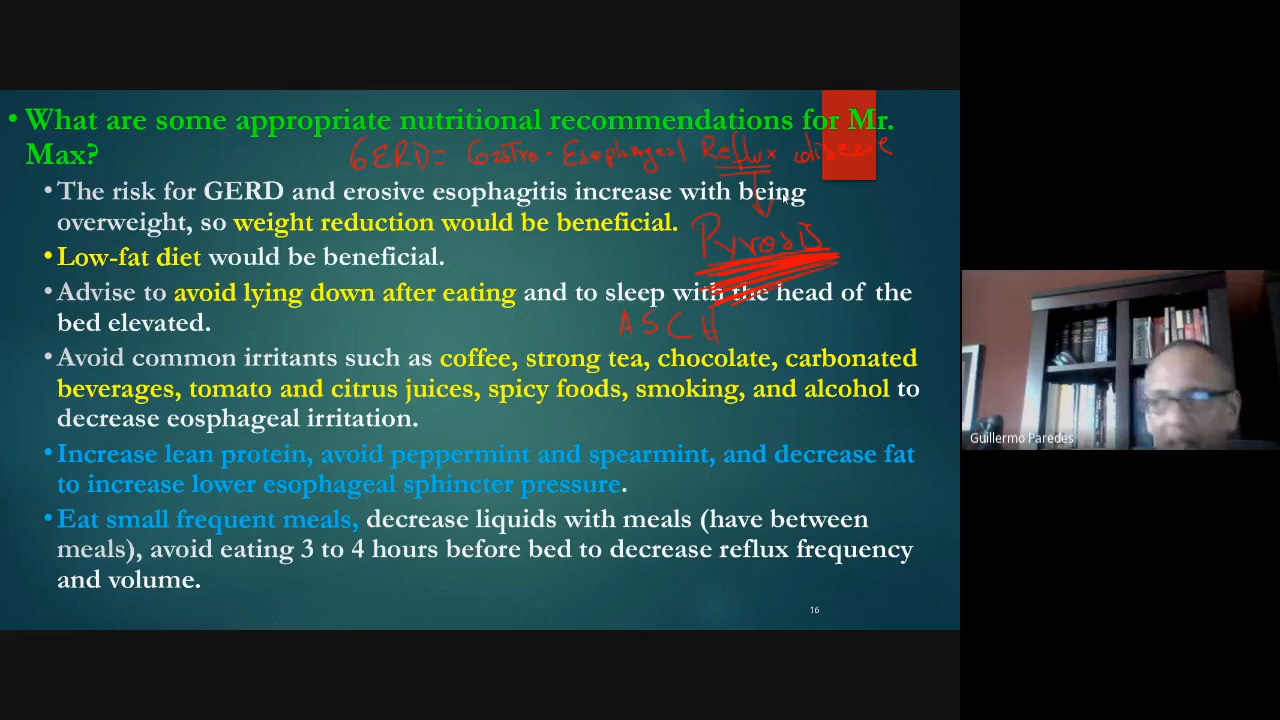 • What are some appropriate nutritional recommendations for Mr.
Max?
GERD = Gastro-Esophageal Reflux disease
• The risk for GERD and erosive esophagitis increase with being
overweight, so weight reduction would be beneficial.
Pyrosis
• Low-fat diet would be beneficial.
• Advise to avoid lying down after eating and to sleep with the head of the
bed elevated.
ASCH
• Avoid common irritants such as coffee, strong tea, chocolate, carbonated
beverages, tomato and citrus juices, spicy foods, smoking, and alcohol to
decrease eosphageal irritation.
• Increase lean protein, avoid peppermint and spearmint, and decrease fat
to increase lower esophageal sphincter pressure.
• Eat small frequent meals, decrease liquids with meals (have between
meals), avoid eating 3 to 4 hours before bed to decrease reflux frequency
and volume.
16
Guillermo Paredes